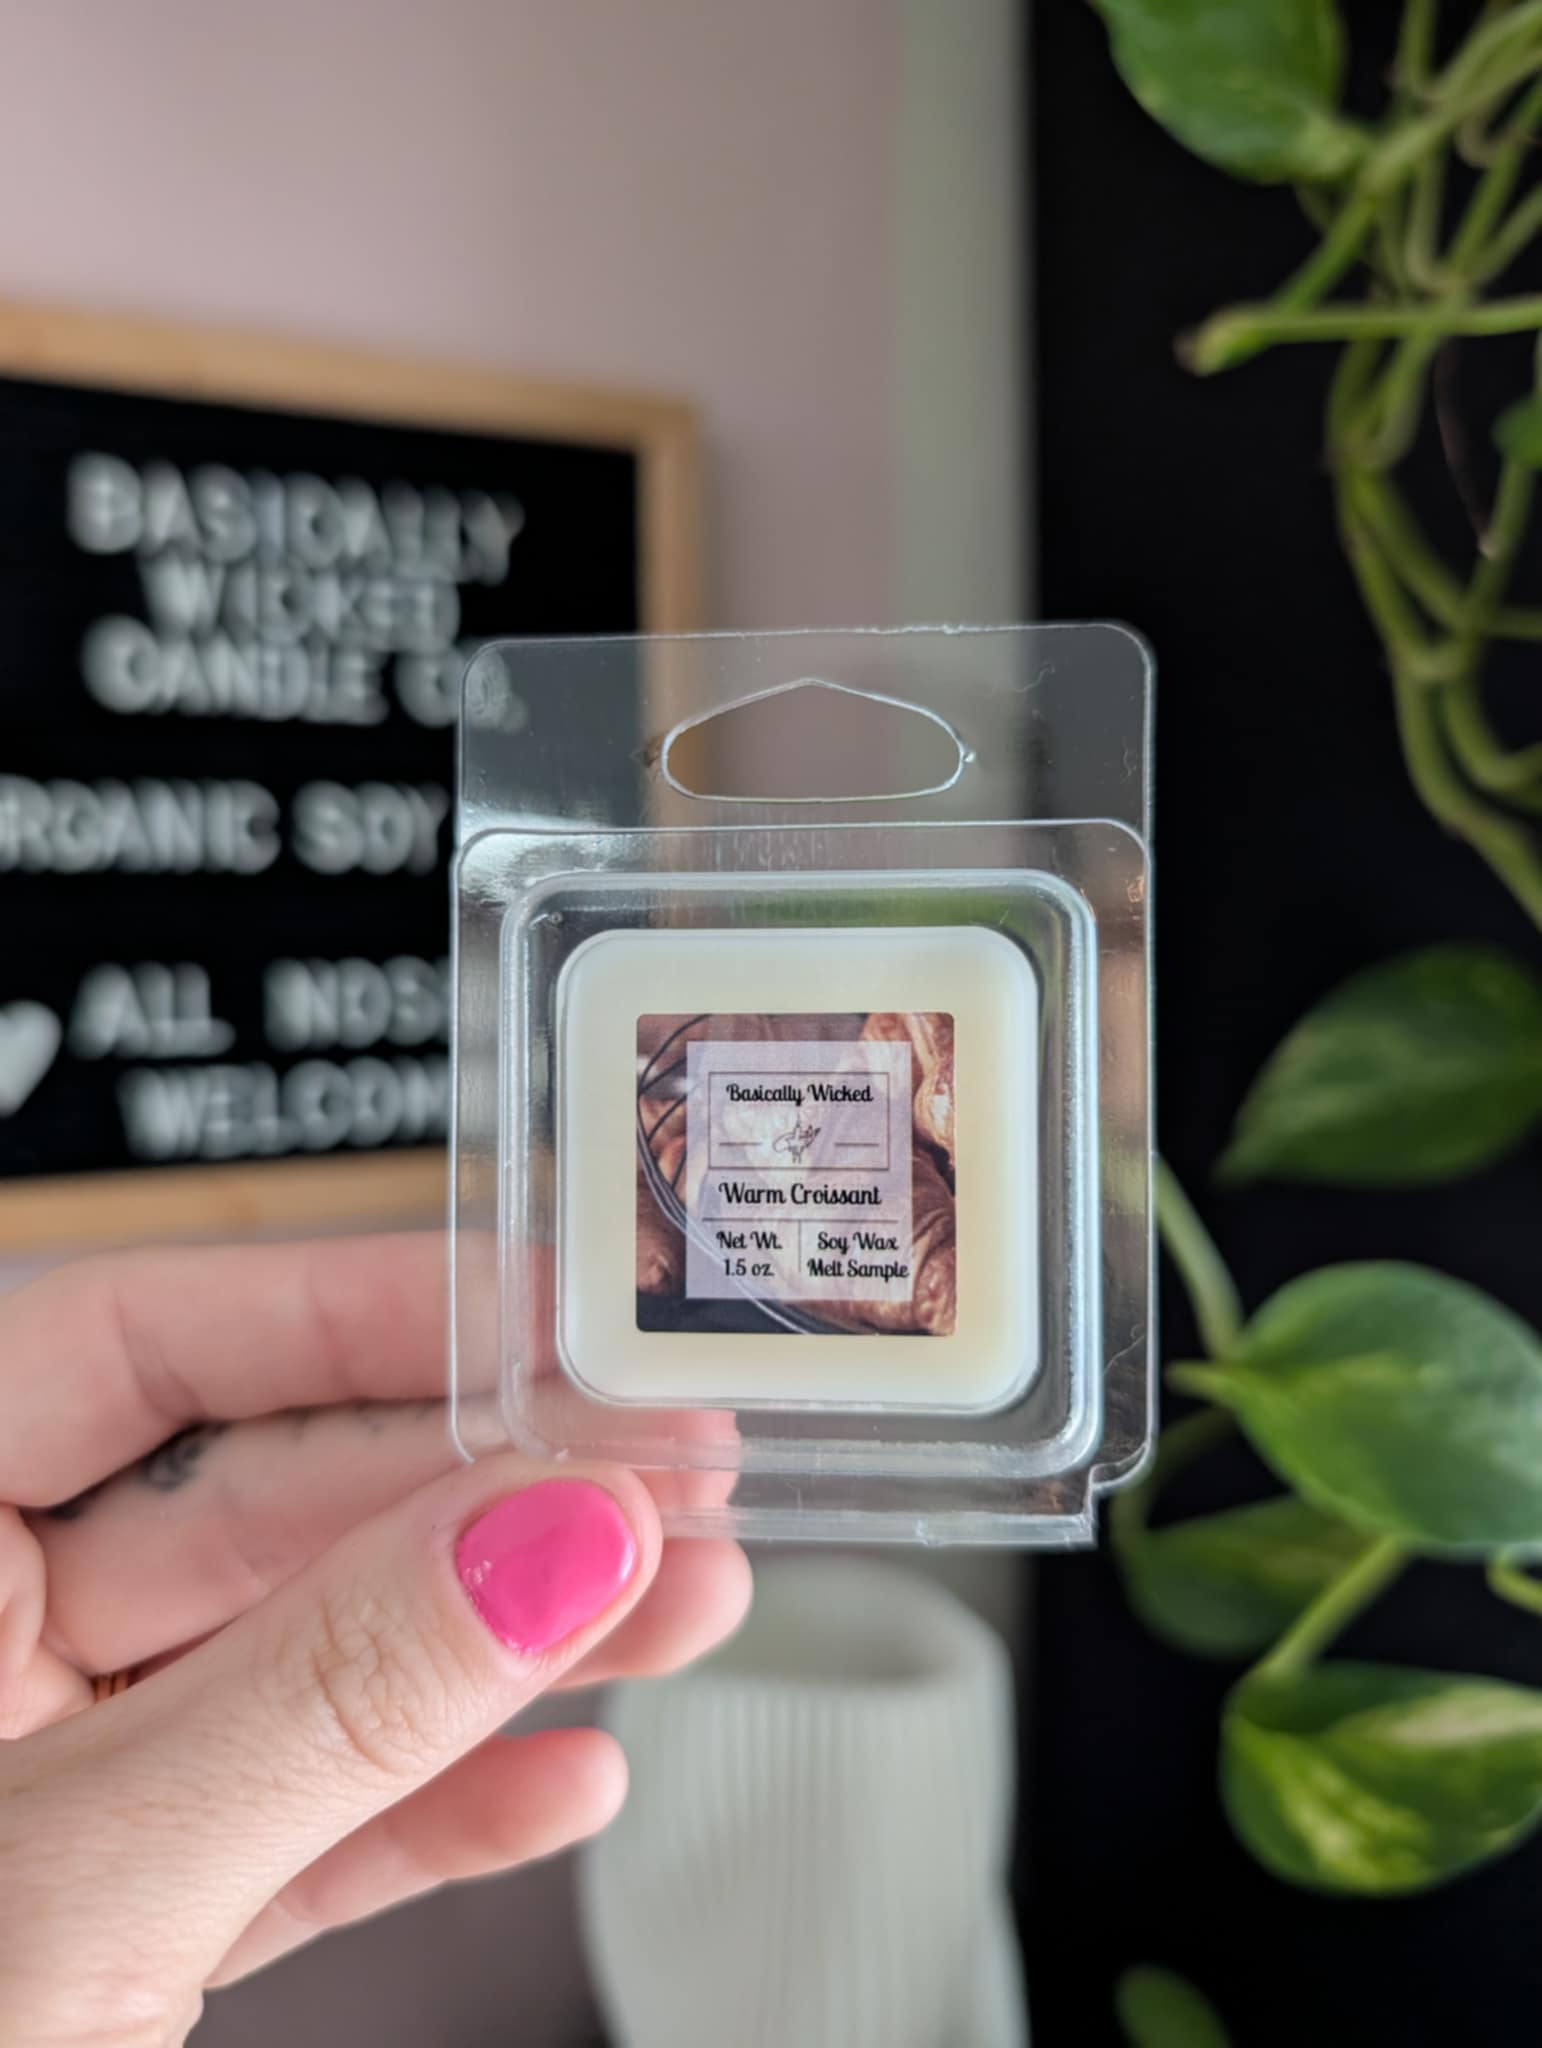 BASICALLY
WICKED
CANDLE CO.
ORGANIC SOY
ALL
Basically Wicked
Warm Croissant
Net Wt.
1.5 oz.
Soy Wax
Melt Sample